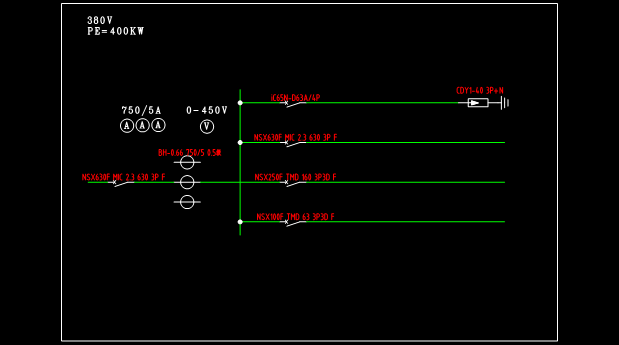 380V
PE=400KW
CDY1-40 3P+N
iC65N-D63A/4P
750/5A
0-450V
A A A
V
NSX630F MIC 2.3 630 3P F
BH-0.66 750/5 0.5级
NSX630F MIC 2.3 630 3P F
NSX250F TMD 160 3P3D F
NSX100F TMD 63 3P3D F